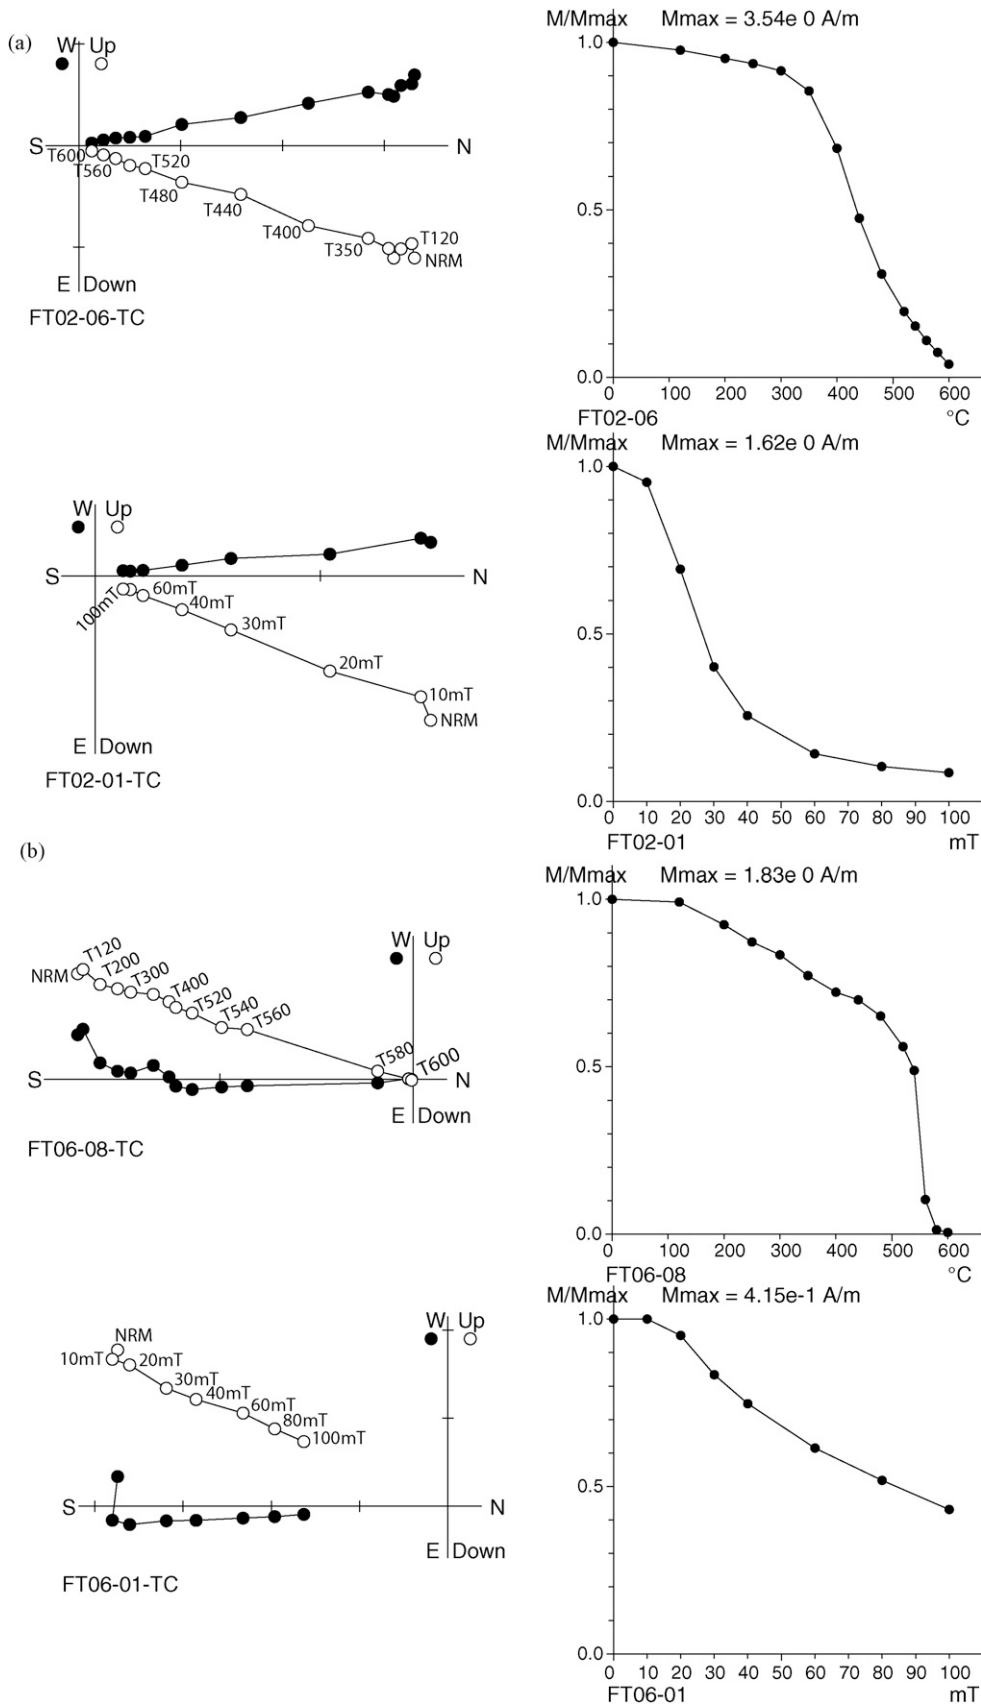 (a)
W Up
S N
T600 T560 T520 T480 T440 T400 T350 T120 NRM
E Down
FT02-06-TC
M/Mmax Mmax = 3.54e 0 A/m
1.0
0.5
0.0
0 100 200 300 400 500 600
FT02-06 °C
W Up
S N
100mT 60mT 40mT 30mT 20mT 10mT NRM
E Down
FT02-01-TC
M/Mmax Mmax = 1.62e 0 A/m
1.0
0.5
0.0
0 10 20 30 40 50 60 70 80 90 100
FT02-01 mT
(b)
W Up
NRM T120 T200 T300 T400 T520 T540 T560 T580 T600
S N
E Down
FT06-08-TC
M/Mmax Mmax = 1.83e 0 A/m
1.0
0.5
0.0
0 100 200 300 400 500 600
FT06-08 °C
W Up
NRM
10mT 20mT 30mT 40mT 60mT 80mT 100mT
S N
E Down
FT06-01-TC
M/Mmax Mmax = 4.15e-1 A/m
1.0
0.5
0.0
0 10 20 30 40 50 60 70 80 90 100
FT06-01 mT